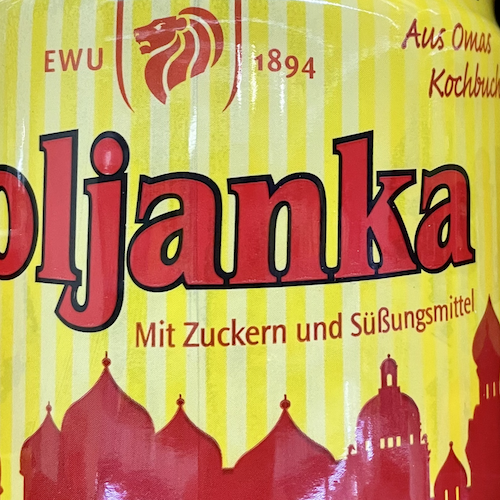 EWU 1894
Aus Omas
Kochbuch
oljanka
Mit Zuckern und Süßungsmittel